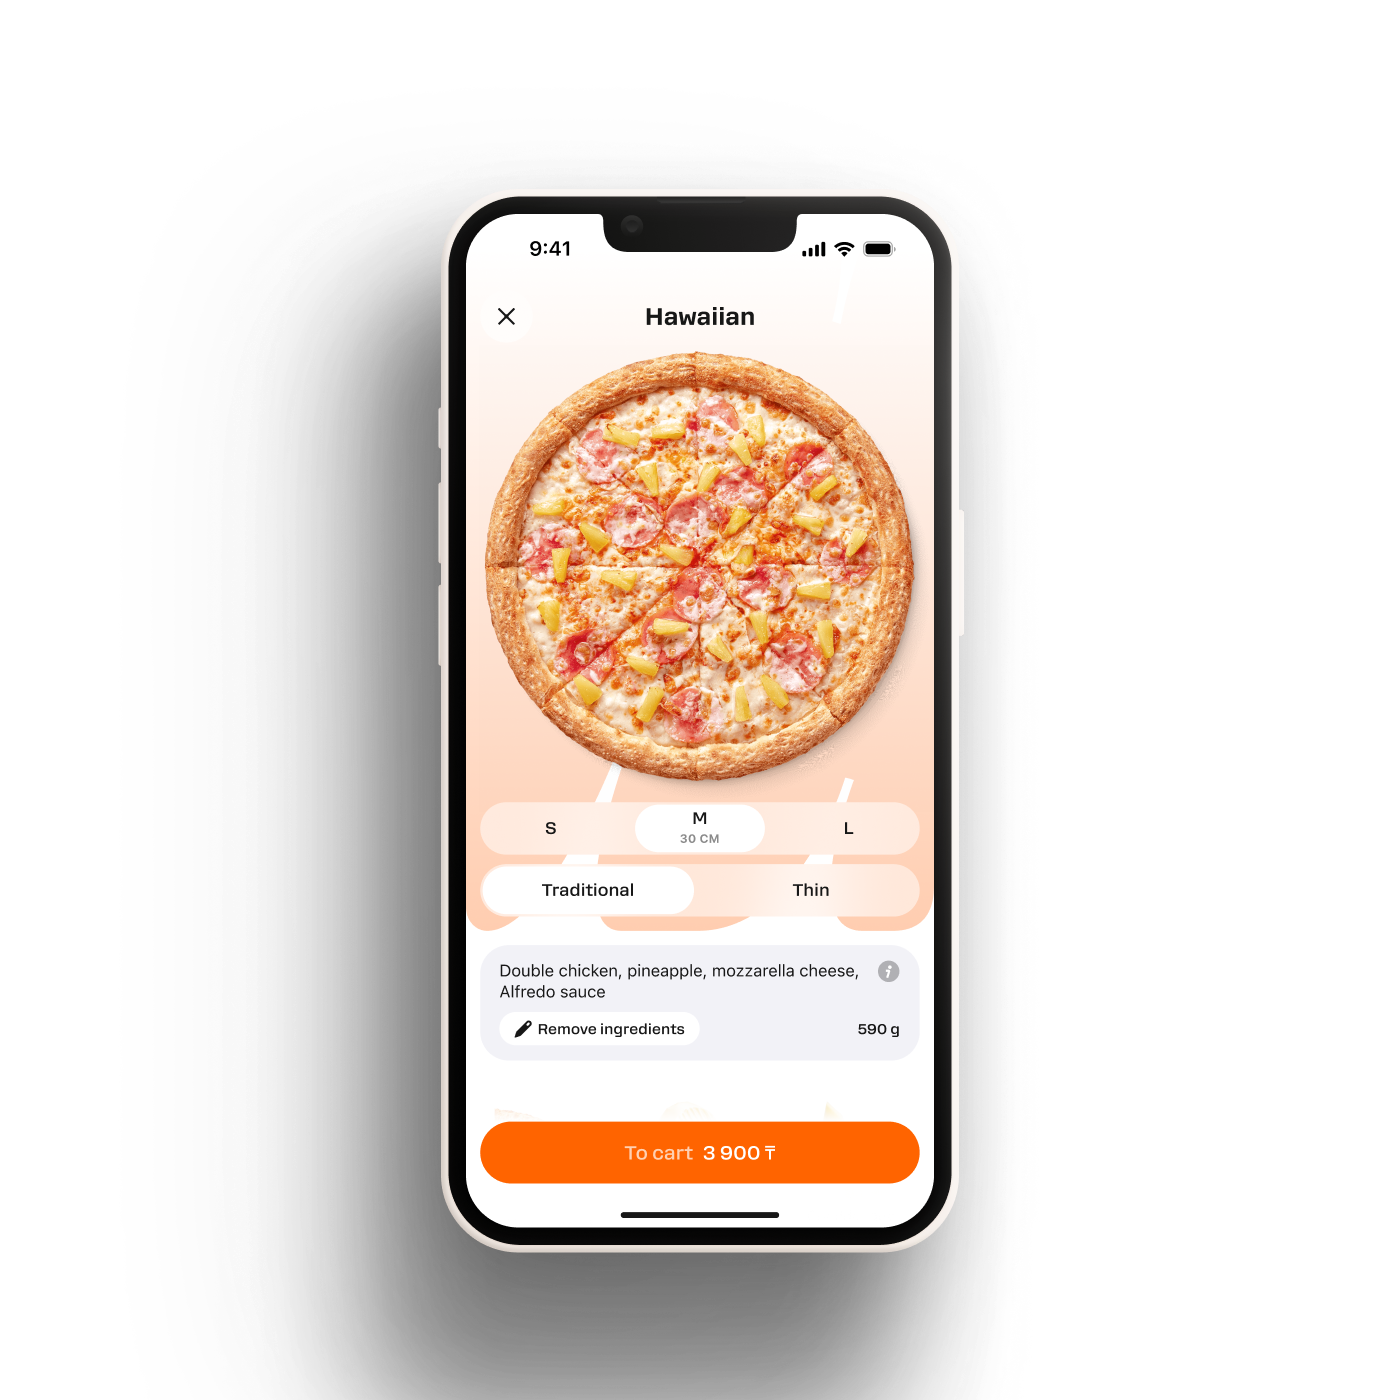 9:41
Hawaiian
S
M
30 CM
L
Traditional
Thin
Double chicken, pineapple, mozzarella cheese,
Alfredo sauce
Remove ingredients
590 g
To cart 3 900 ₸